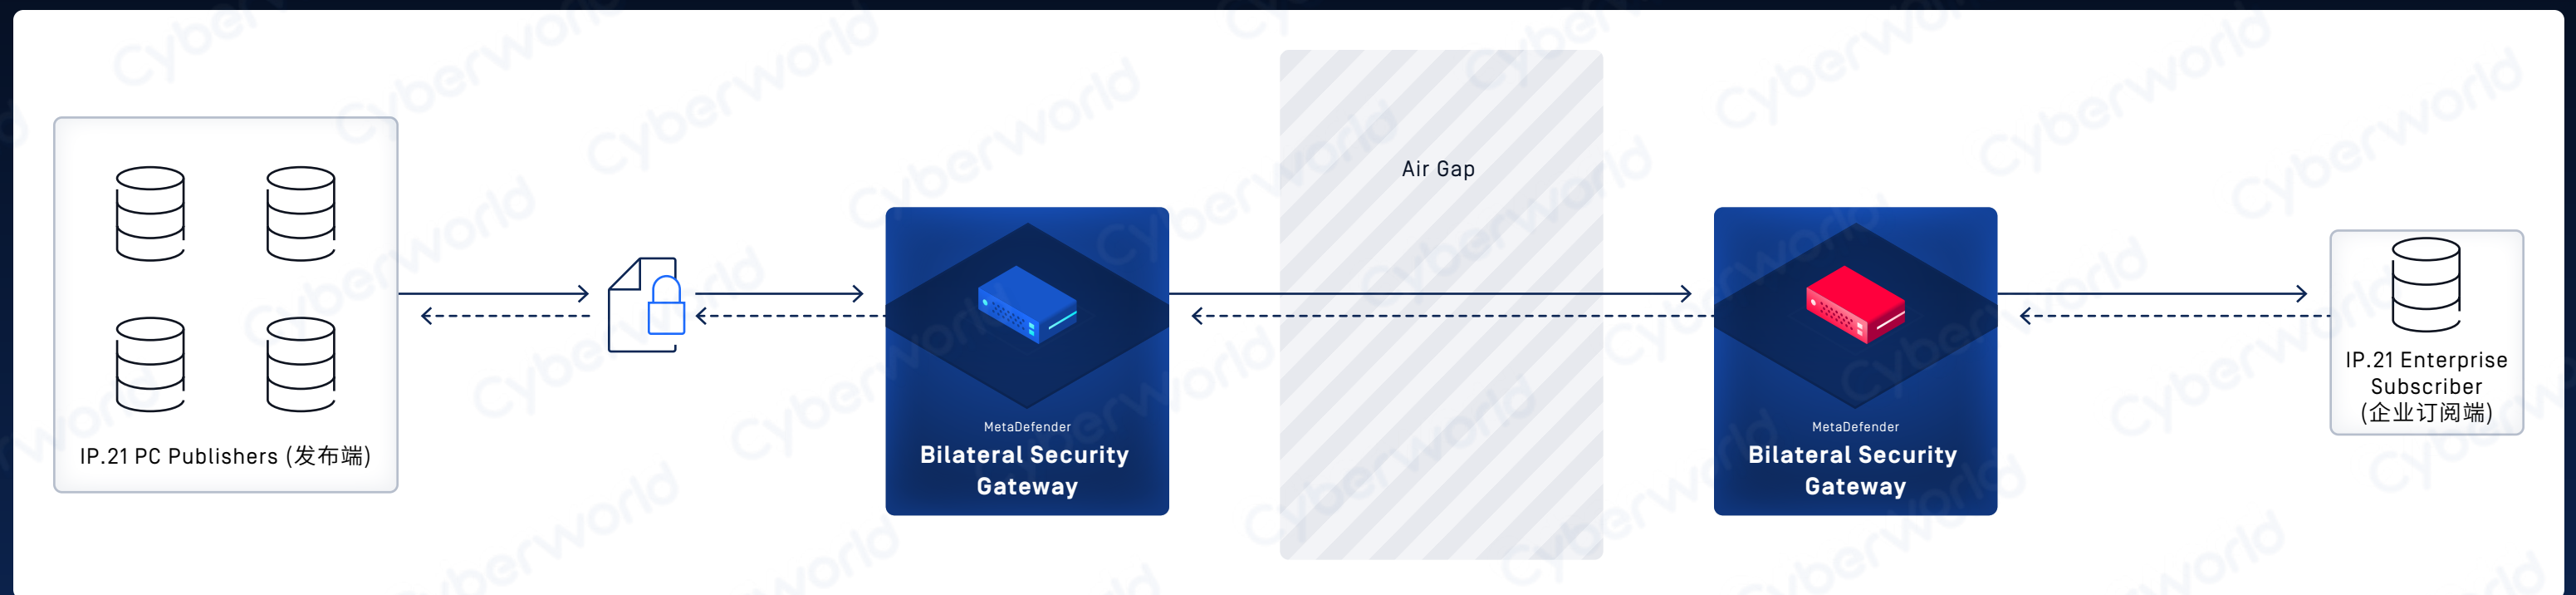 Air Gap
IP.21 PC Publishers (发布端)
MetaDefender
Bilateral Security
Gateway
MetaDefender
Bilateral Security
Gateway
IP.21 Enterprise
Subscriber
(企业订阅端)
Cyberworld